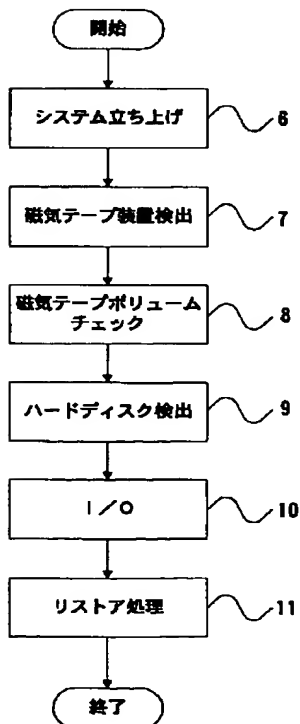 開始
システム立ち上げ
6
磁気テープ装置検出
7
磁気テープボリューム
チェック
8
ハードディスク検出
9
I/O
10
リストア処理
11
終了